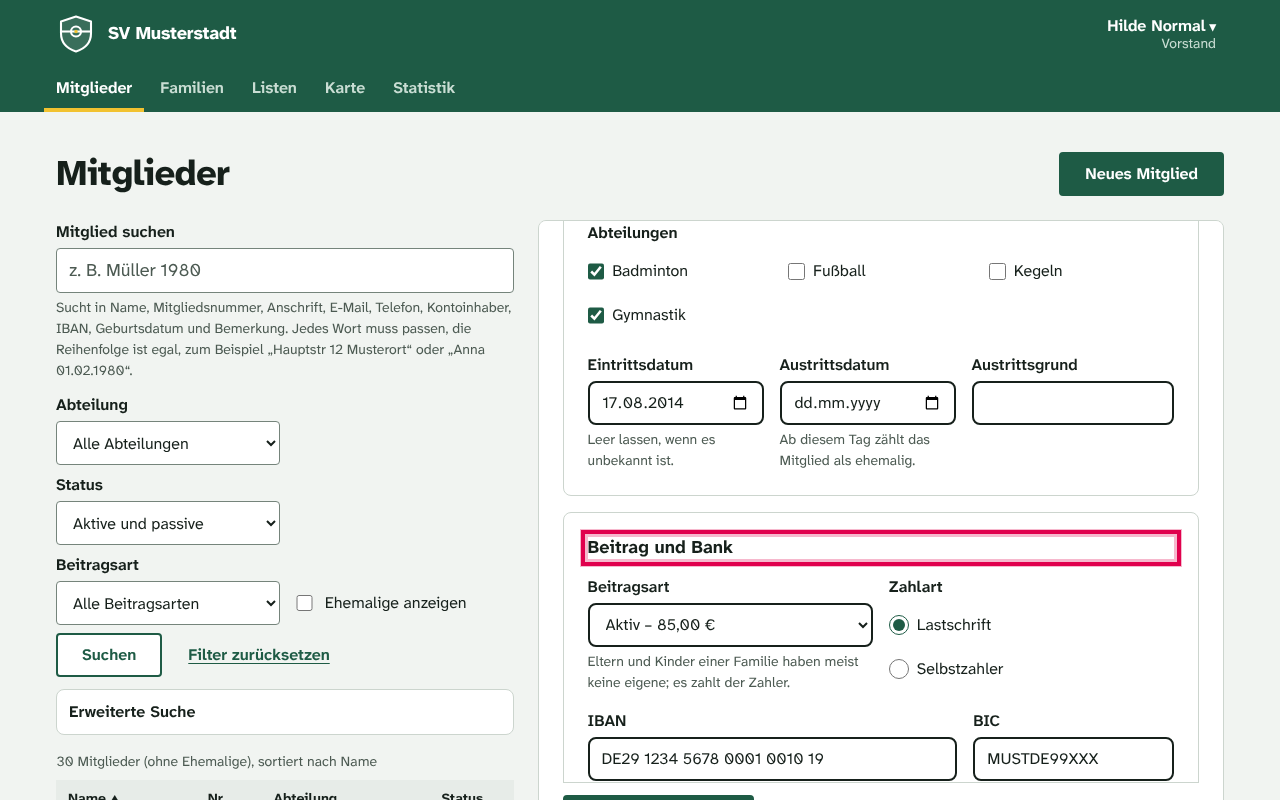 SV Musterstadt
Hilde Normal ▾
Vorstand
Mitglieder
Familien
Listen
Karte
Statistik
Mitglieder
Neues Mitglied
Mitglied suchen
z. B. Müller 1980
Sucht in Name, Mitgliedsnummer, Anschrift, E-Mail, Telefon, Kontoinhaber,
IBAN, Geburtsdatum und Bemerkung. Jedes Wort muss passen, die
Reihenfolge ist egal, zum Beispiel „Hauptstr 12 Musterort“ oder „Anna
01.02.1980“.
Abteilung
Alle Abteilungen
Status
Aktive und passive
Beitragsart
Alle Beitragsarten
Ehemalige anzeigen
Suchen
Filter zurücksetzen
Erweiterte Suche
30 Mitglieder (ohne Ehemalige), sortiert nach Name
Name ▲ Nr. Abteilung Status
Abteilungen
Badminton
Fußball
Kegeln
Gymnastik
Eintrittsdatum
Austrittsdatum
Austrittsgrund
17.08.2014
dd.mm.yyyy
Leer lassen, wenn es
unbekannt ist.
Ab diesem Tag zählt das
Mitglied als ehemalig.
Beitrag und Bank
Beitragsart
Zahlart
Aktiv – 85,00 €
Lastschrift
Eltern und Kinder einer Familie haben meist
keine eigene; es zahlt der Zahler.
Selbstzahler
IBAN
BIC
DE29 1234 5678 0001 0010 19
MUSTDE99XXX